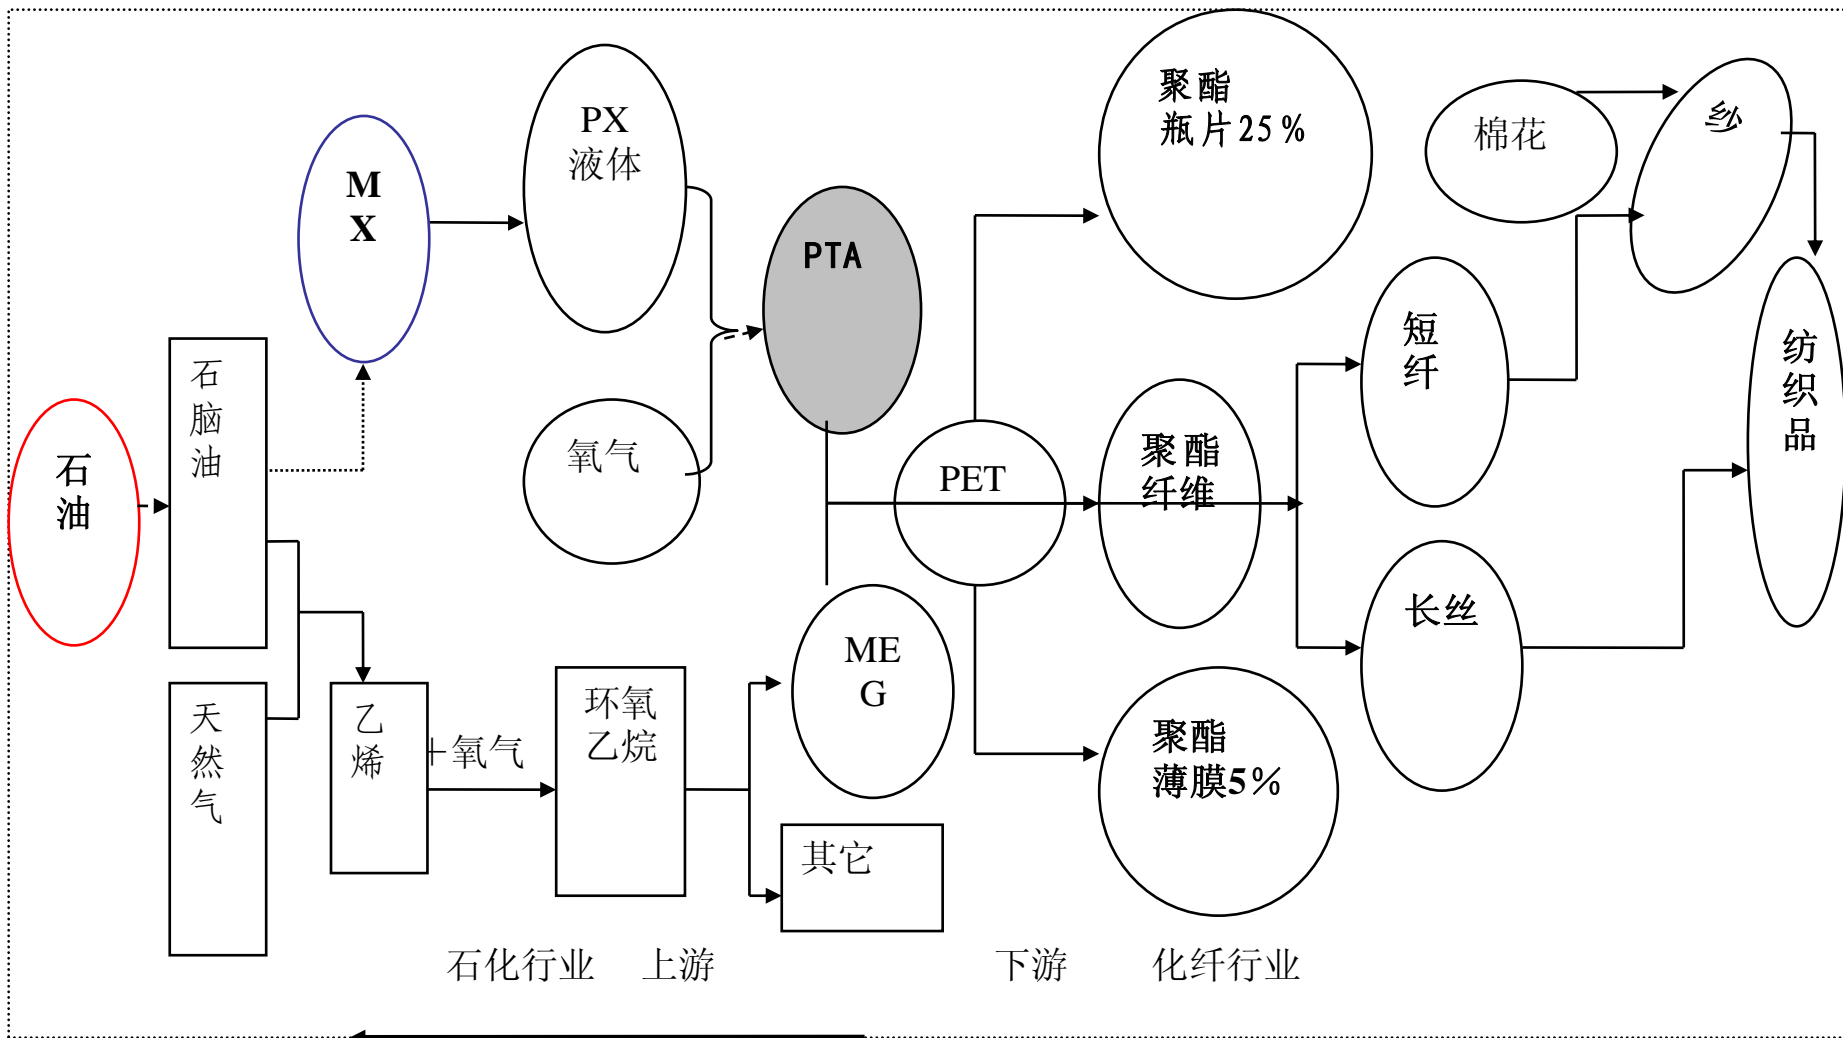 聚酯
瓶片25%
PX
液体
棉花
纱
M
X
PTA
短
纤
纺
织
品
石
脑
油
氧气
聚酯
纤维
PET
石
油
长丝
ME
G
天
然
气
乙
烯
+氧气
环氧
乙烷
聚酯
薄膜5%
其它
石化行业 上游 下游 化纤行业